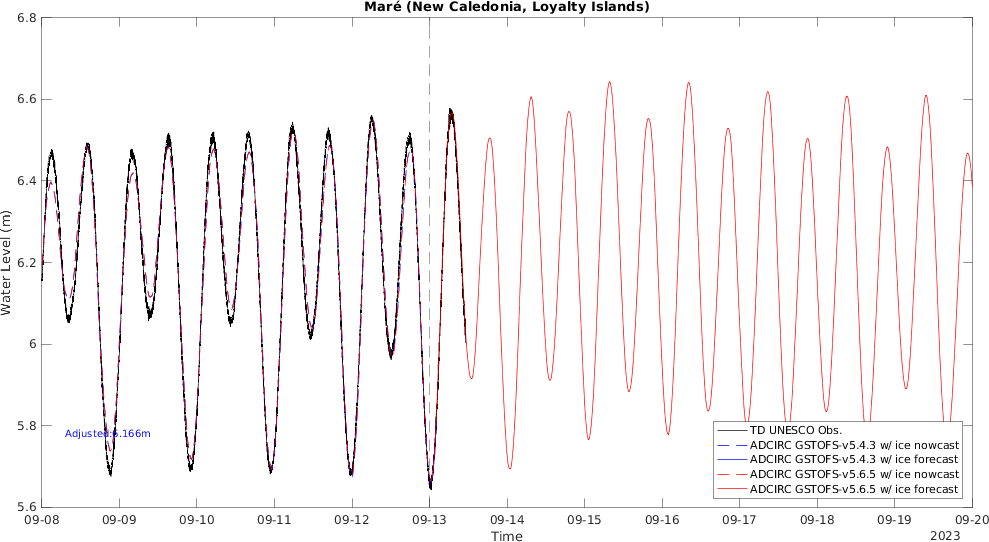 Maré (New Caledonia, Loyalty Islands)
6.8
6.6
6.4
6.2
6
5.8
5.6
Water Level (m)
Adjusted:6.166m
TD UNESCO Obs.
ADCIRC GSTOFS-v5.4.3 w/ ice nowcast
ADCIRC GSTOFS-v5.4.3 w/ ice forecast
ADCIRC GSTOFS-v5.6.5 w/ ice nowcast
ADCIRC GSTOFS-v5.6.5 w/ ice forecast
09-08 09-09 09-10 09-11 09-12 09-13 09-14 09-15 09-16 09-17 09-18 09-19 09-20
Time
2023